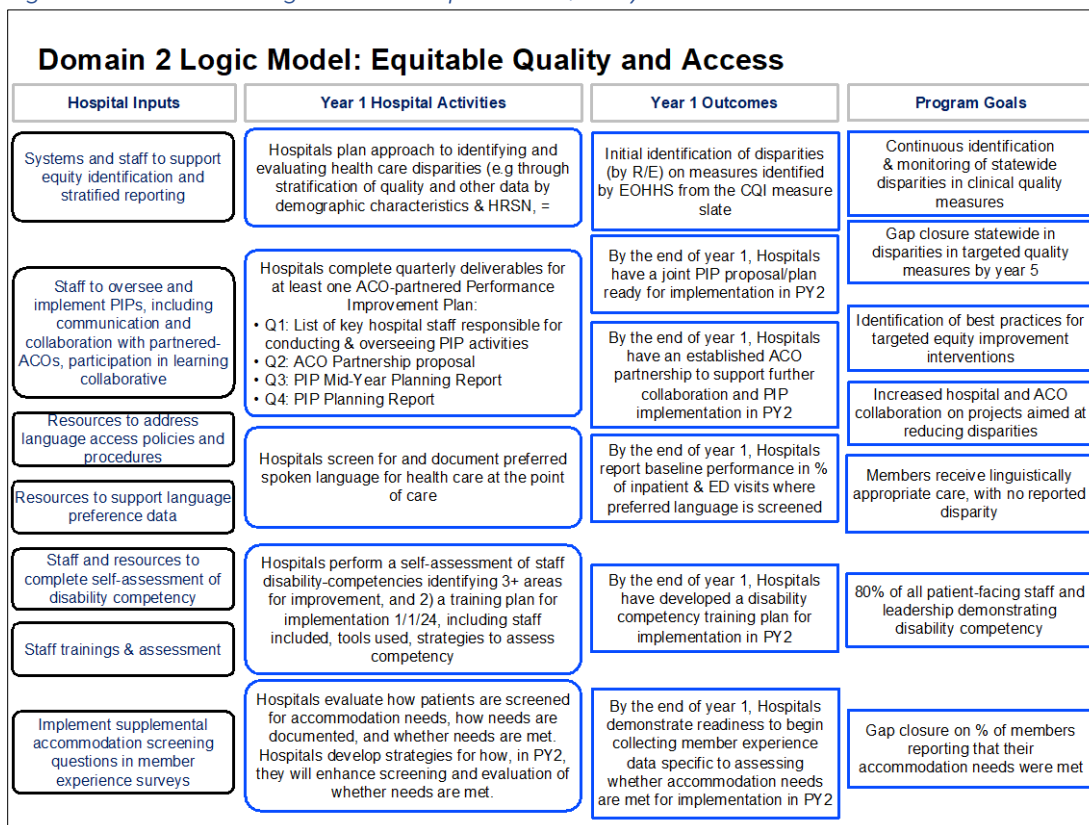 Domain 2 Logic Model: Equitable Quality and Access
Hospital Inputs
Year 1 Hospital Activities
Year 1 Outcomes
Program Goals
Systems and staff to support
equity identification and
stratified reporting
Hospitals plan approach to identifying and
evaluating health care disparities (e.g through
stratification of quality and other data by
demographic characteristics & HRSN, =
Initial identification of disparities
(by R/E) on measures identified
by EOHHS from the CQI measure
slate
Continuous identification
& monitoring of statewide
disparities in clinical quality
measures
Gap closure statewide in
disparities in targeted quality
measures by year 5
Staff to oversee and
implement PIPs, including
communication and
collaboration with partnered-
ACOs, participation in learning
collaborative
Hospitals complete quarterly deliverables for
at least one ACO-partnered Performance
Improvement Plan:
• Q1: List of key hospital staff responsible for
conducting & overseeing PIP activities
• Q2: ACO Partnership proposal
• Q3: PIP Mid-Year Planning Report
• Q4: PIP Planning Report
By the end of year 1, Hospitals
have a joint PIP proposal/plan
ready for implementation in PY2
By the end of year 1, Hospitals
have an established ACO
partnership to support further
collaboration and PIP
implementation in PY2
Identification of best practices for
targeted equity improvement
interventions
Increased hospital and ACO
collaboration on projects aimed at
reducing disparities
Resources to address
language access policies and
procedures
Resources to support language
preference data
Hospitals screen for and document preferred
spoken language for health care at the point
of care
By the end of year 1, Hospitals
report baseline performance in %
of inpatient & ED visits where
preferred language is screened
Members receive linguistically
appropriate care, with no reported
disparity
Staff and resources to
complete self-assessment of
disability competency
Staff trainings & assessment
Hospitals perform a self-assessment of staff
disability-competencies identifying 3+ areas
for improvement, and 2) a training plan for
implementation 1/1/24, including staff
included, tools used, strategies to assess
competency
By the end of year 1, Hospitals
have developed a disability
competency training plan for
implementation in PY2
80% of all patient-facing staff and
leadership demonstrating
disability competency
Implement supplemental
accommodation screening
questions in member
experience surveys
Hospitals evaluate how patients are screened
for accommodation needs, how needs are
documented, and whether needs are met.
Hospitals develop strategies for how, in PY2,
they will enhance screening and evaluation of
whether needs are met.
By the end of year 1, Hospitals
demonstrate readiness to begin
collecting member experience
data specific to assessing
whether accommodation needs
are met for implementation in PY2
Gap closure on % of members
reporting that their
accommodation needs were met